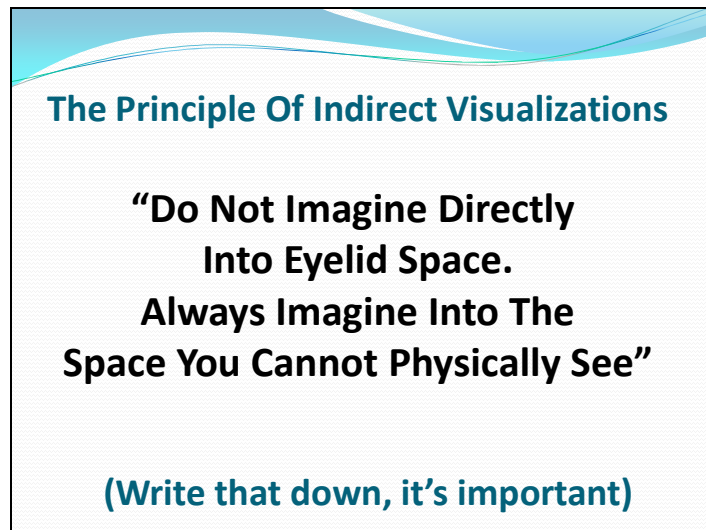 The Principle Of Indirect Visualizations
“Do Not Imagine Directly
Into Eyelid Space.
Always Imagine Into The
Space You Cannot Physically See”
(Write that down, it’s important)